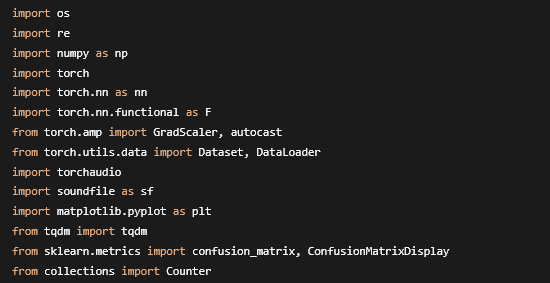 import os
import re
import numpy as np
import torch
import torch.nn as nn
import torch.nn.functional as F
from torch.amp import GradScaler, autocast
from torch.utils.data import Dataset, DataLoader
import torchaudio
import soundfile as sf
import matplotlib.pyplot as plt
from tqdm import tqdm
from sklearn.metrics import confusion_matrix, ConfusionMatrixDisplay
from collections import Counter